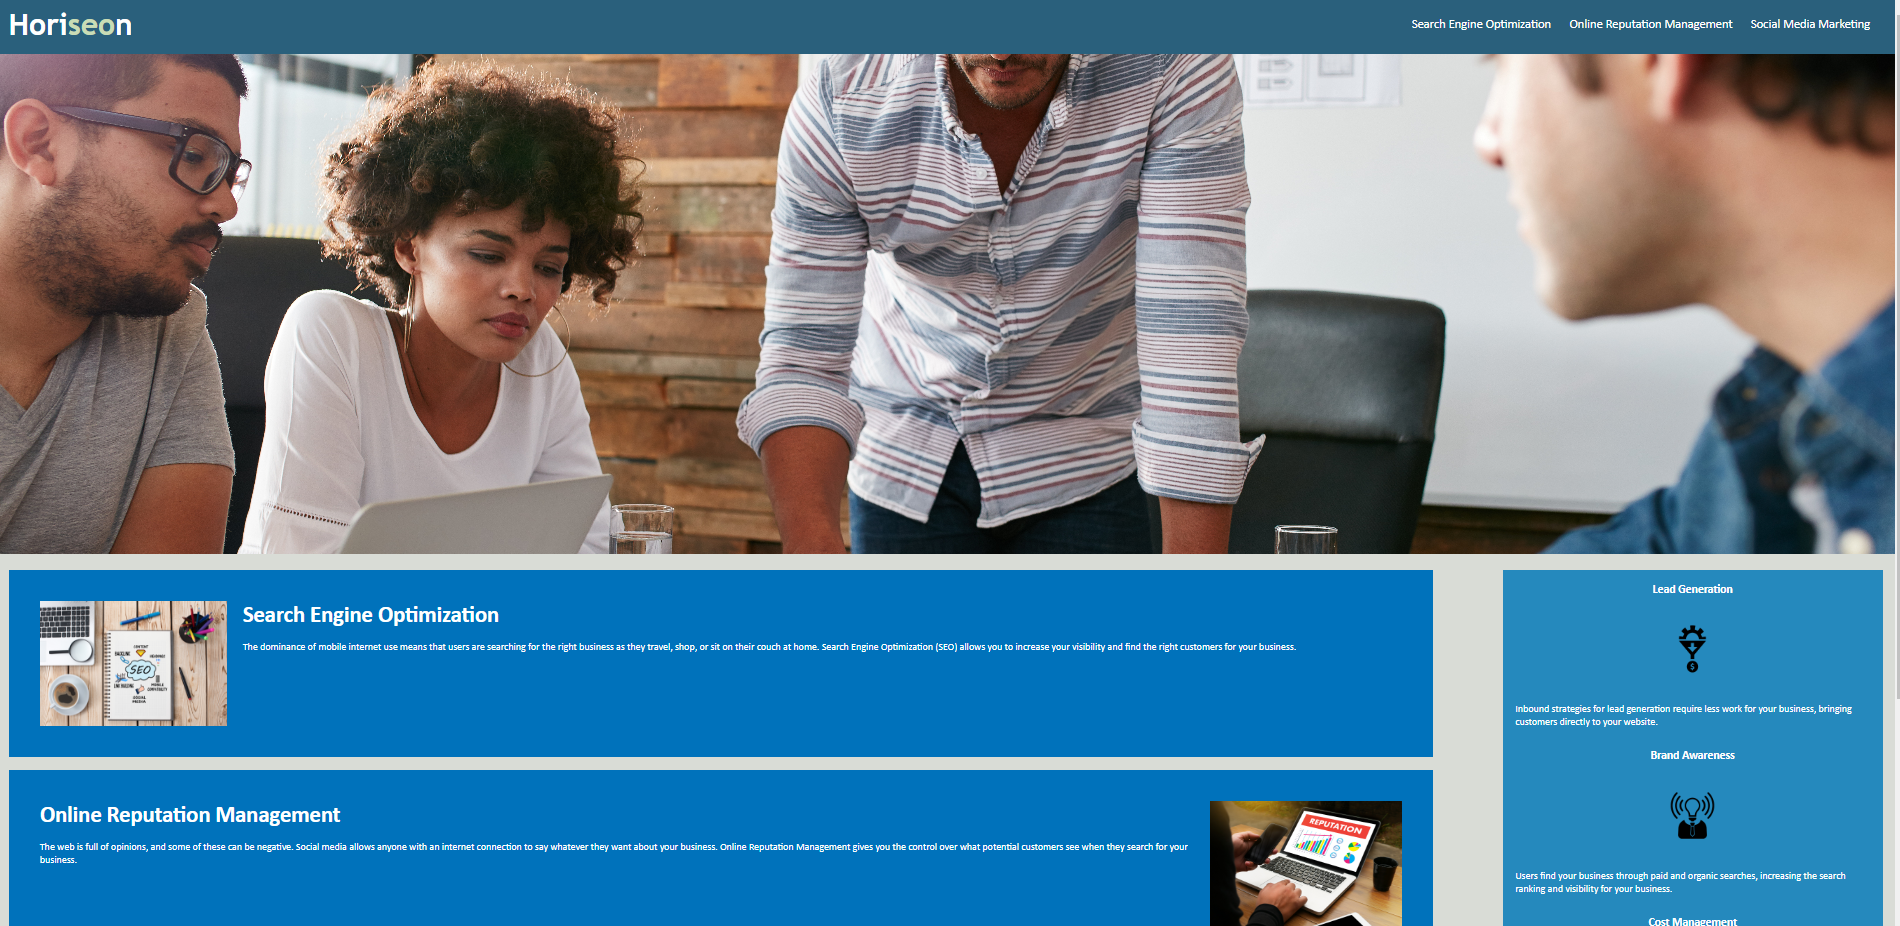 Horiseon
Search Engine Optimization
Online Reputation Management
Social Media Marketing
Search Engine Optimization
The dominance of mobile internet use means that users are searching for the right business as they travel, shop, or sit on their couch at home. Search Engine Optimization (SEO) allows you to increase your visibility and find the right customers for your business.
SEO
CONTENT
SOCIAL
MEDIA
Online Reputation Management
The web is full of opinions, and some of these can be negative. Social media allows anyone with an internet connection to say whatever they want about your business. Online Reputation Management gives you the control over what potential customers see when they search for your
business.
REPUTATION
Lead Generation
Inbound strategies for lead generation require less work for your business, bringing
customers directly to your website.
Brand Awareness
Users find your business through paid and organic searches, increasing the search
ranking and visibility for your business.
Cost Management